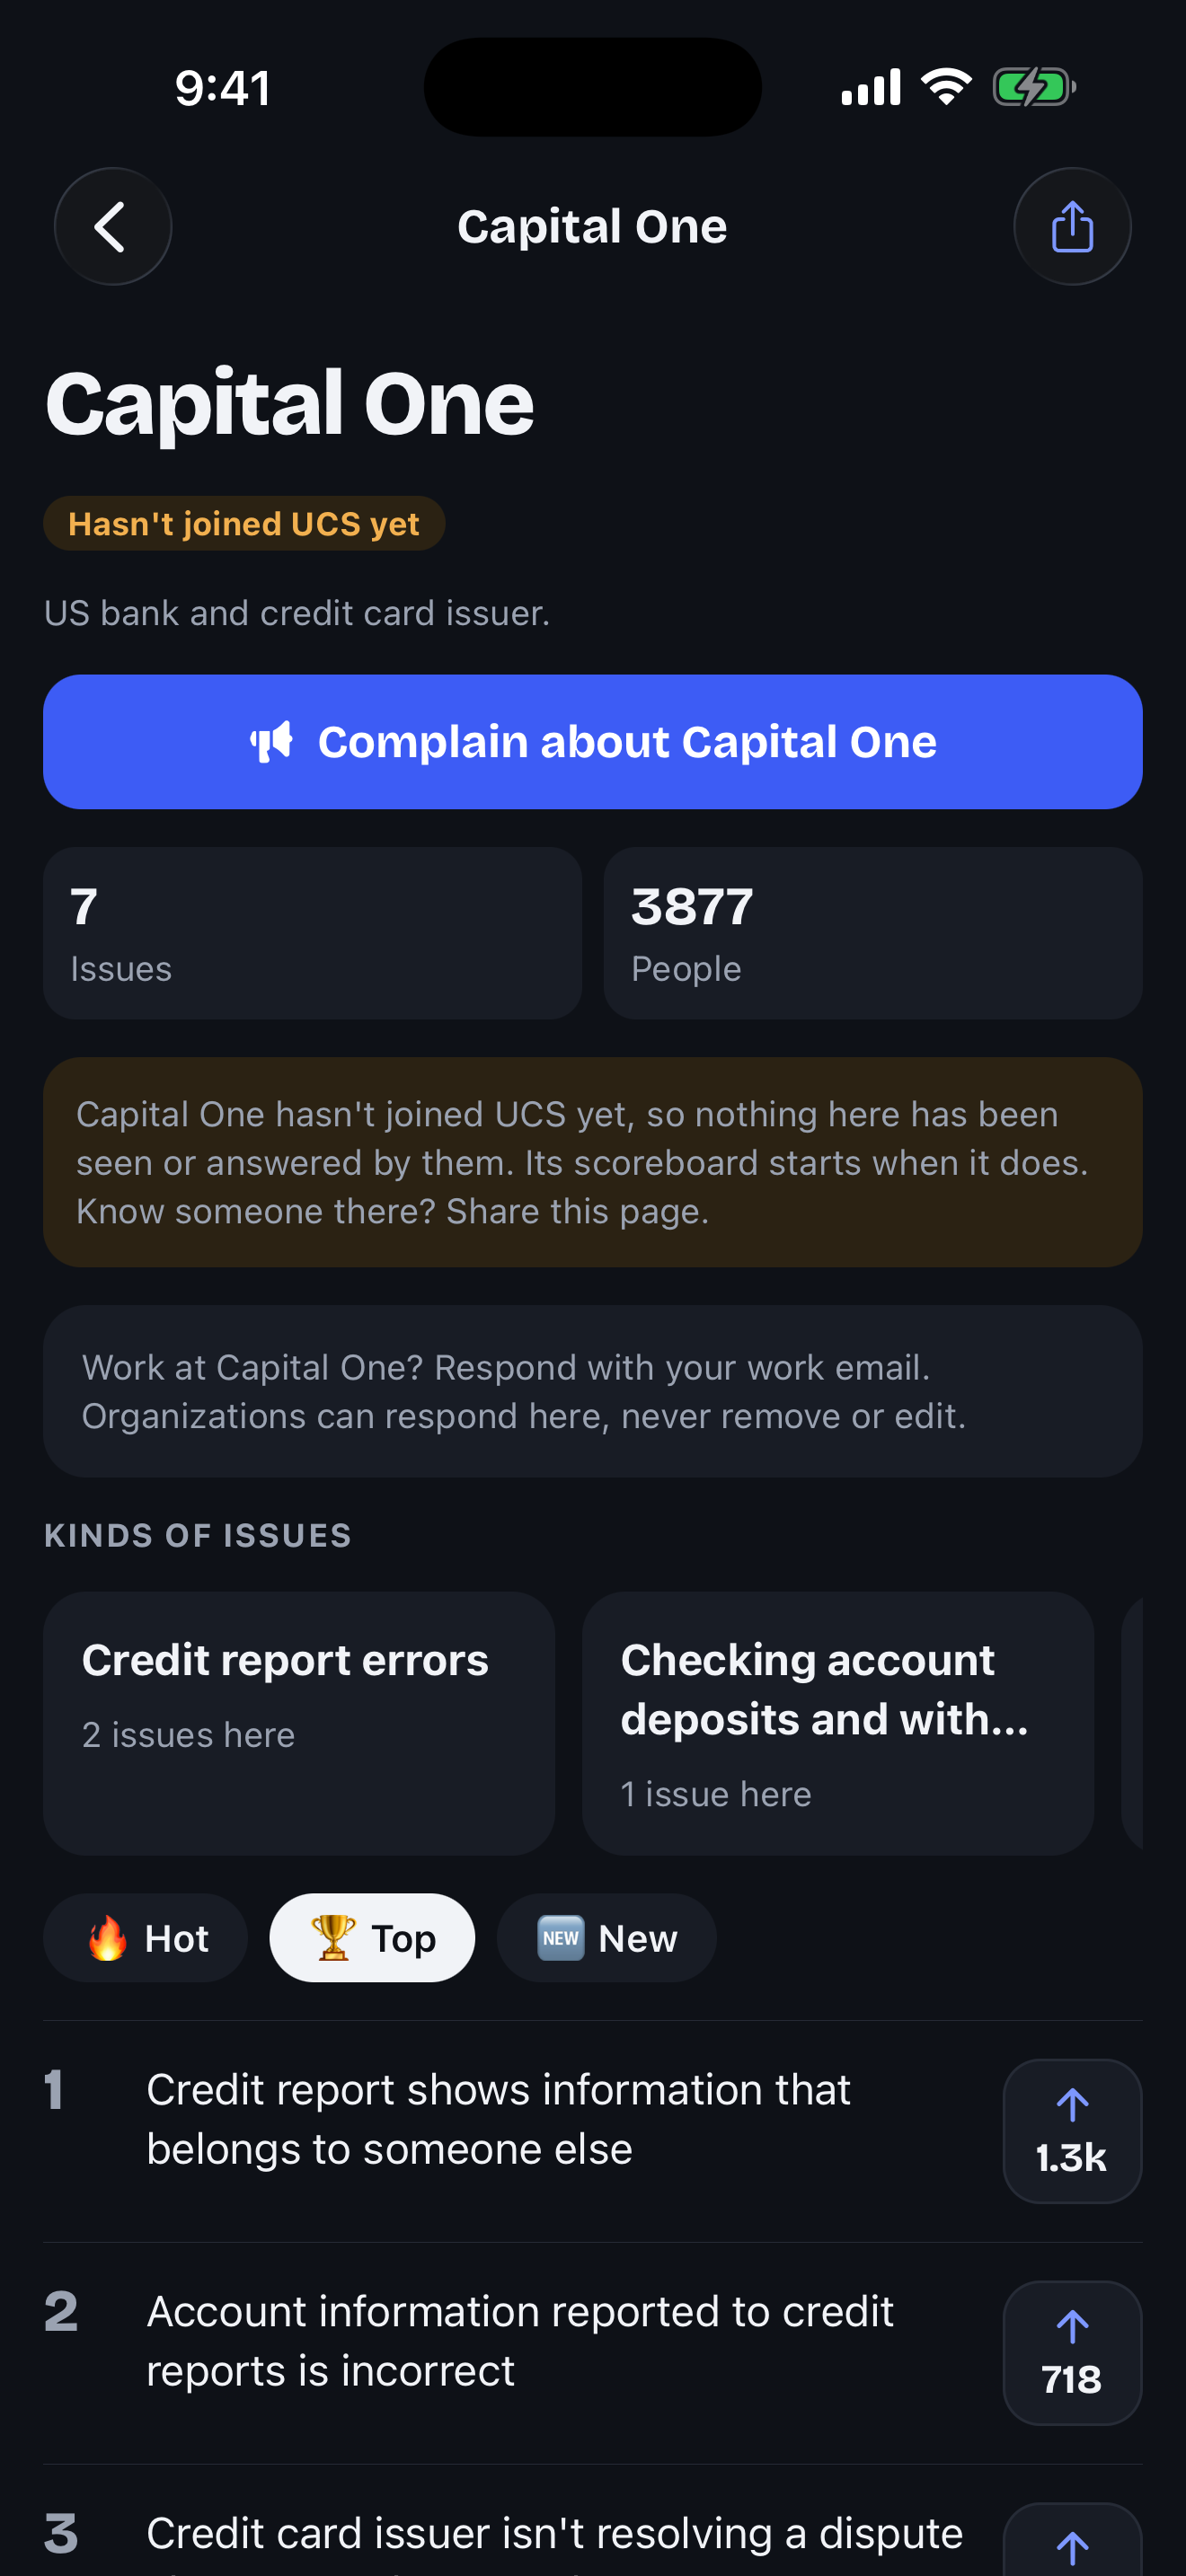 9:41
Capital One
Capital One
Hasn't joined UCS yet
US bank and credit card issuer.
Complain about Capital One
7
Issues
3877
People
Capital One hasn't joined UCS yet, so nothing here has been
seen or answered by them. Its scoreboard starts when it does.
Know someone there? Share this page.
Work at Capital One? Respond with your work email.
Organizations can respond here, never remove or edit.
KINDS OF ISSUES
Credit report errors
2 issues here
Checking account
deposits and with...
1 issue here
Hot
Top
NEW New
1
Credit report shows information that
belongs to someone else
1.3k
2
Account information reported to credit
reports is incorrect
718
3
Credit card issuer isn't resolving a dispute